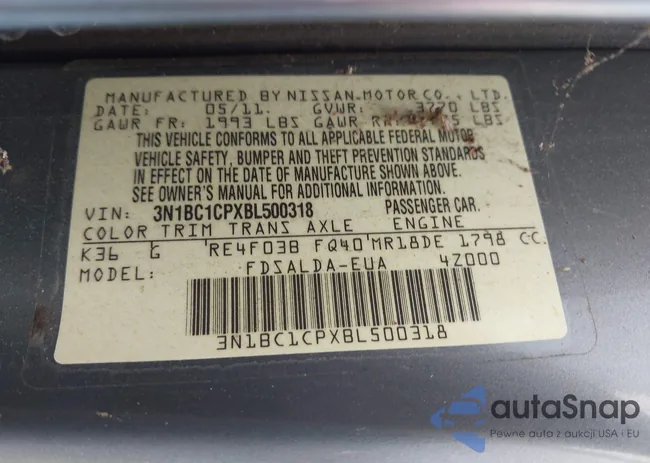 MANUFACTURED BY NISSAN MOTOR CO., LTD.
DATE: 05/11. GVWR: 3770 LBS
GAWR FR: 1993 LBS GAWR RR: LBS
THIS VEHICLE CONFORMS TO ALL APPLICABLE FEDERAL MOTOR
VEHICLE SAFETY, BUMPER AND THEFT PREVENTION STANDARDS
IN EFFECT ON THE DATE OF MANUFACTURE SHOWN ABOVE.
SEE OWNER'S MANUAL FOR ADDITIONAL INFORMATION.
VIN: 3N1BC1CPXBL500318 PASSENGER CAR.
COLOR TRIM TRANS AXLE ENGINE
K36 G RE4F03B FQ40 MR18DE 1798 CC.
MODEL: FDSALDA-EUA 4Z000
3N1BC1CPXBL500318
autaSnap
Pewne auta z aukcji USA i EU